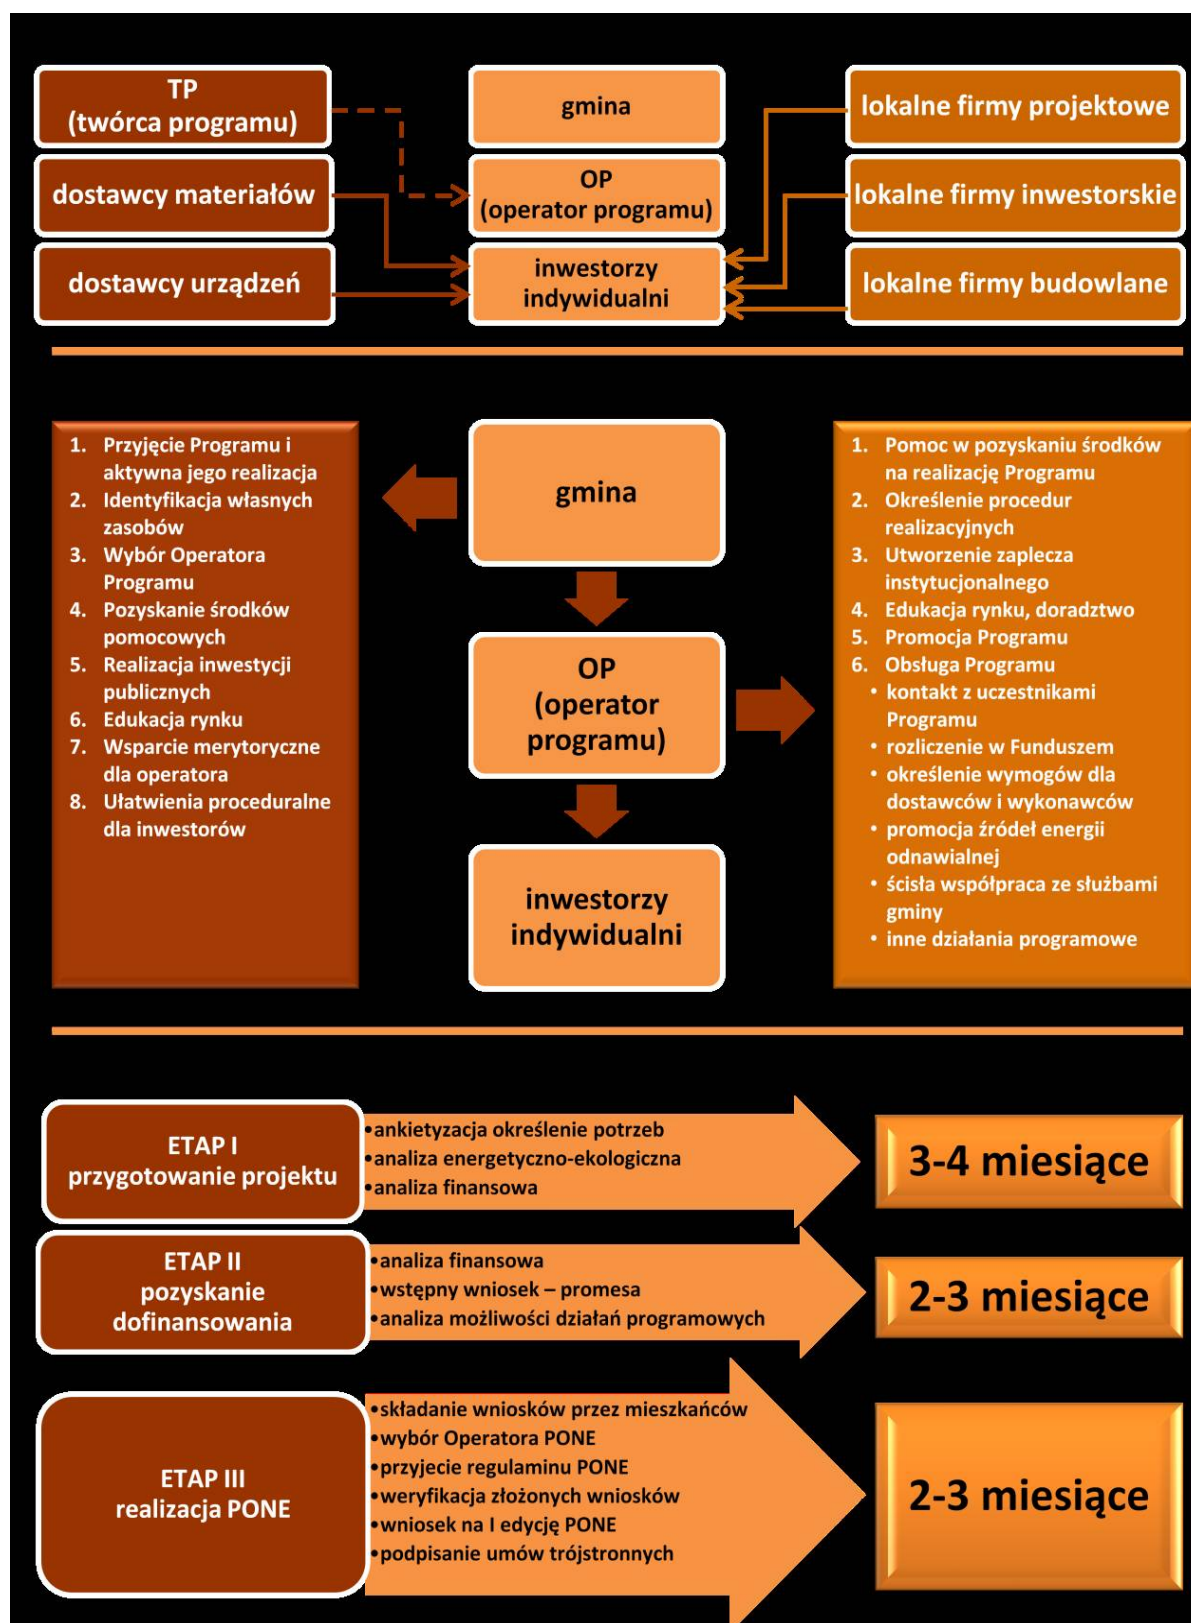 TP
(twórca programu)
gmina
lokalne firmy projektowe
dostawcy materiałów
OP
(operator programu)
lokalne firmy inwestorskie
dostawcy urządzeń
inwestorzy
indywidualni
lokalne firmy budowlane
1. Przyjęcie Programu i
aktywna jego realizacja
2. Identyfikacja własnych
zasobów
3. Wybór Operatora
Programu
4. Pozyskanie środków
pomocowych
5. Realizacja inwestycji
publicznych
6. Edukacja rynku
7. Wsparcie merytoryczne
dla operatora
8. Ułatwienia proceduralne
dla inwestorów
gmina
OP
(operator
programu)
inwestorzy
indywidualni
1. Pomoc w pozyskaniu środków
na realizację Programu
2. Określenie procedur
realizacyjnych
3. Utworzenie zaplecza
instytucjonalnego
4. Edukacja rynku, doradztwo
5. Promocja Programu
6. Obsługa Programu
• kontakt z uczestnikami
Programu
• rozliczenie w Funduszem
• określenie wymogów dla
dostawców i wykonawców
• promocja źródeł energii
odnawialnej
• ścisła współpraca ze służbami
gminy
• inne działania programowe
ETAP I
przygotowanie projektu
•ankietyzacja określenie potrzeb
•analiza energetyczno-ekologiczna
•analiza finansowa
3-4 miesiące
ETAP II
pozyskanie
dofinansowania
•analiza finansowa
•wstępny wniosek – promesa
•analiza możliwości działań programowych
2-3 miesiące
ETAP III
realizacja PONE
•składanie wniosków przez mieszkańców
•wybór Operatora PONE
•przyjecie regulaminu PONE
•weryfikacja złożonych wniosków
•wniosek na I edycję PONE
•podpisanie umów trójstronnych
2-3 miesiące